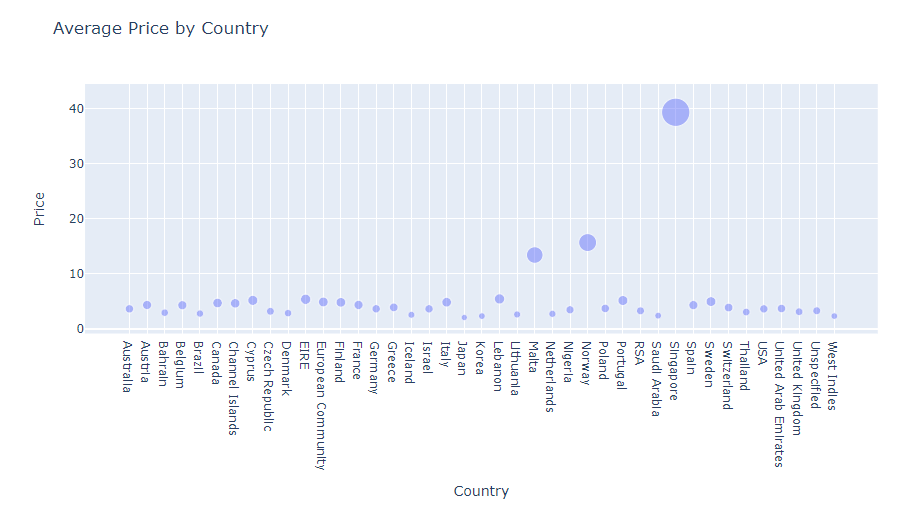 Average Price by Country
Price
40
30
20
10
0
Australia
Austria
Bahrain
Belgium
Brazil
Canada
Channel Islands
Cyprus
Czech Republic
Denmark
EIRE
European Community
Finland
France
Germany
Greece
Iceland
Israel
Italy
Japan
Korea
Lebanon
Lithuania
Malta
Netherlands
Nigeria
Norway
Poland
Portugal
RSA
Saudi Arabia
Singapore
Spain
Sweden
Switzerland
Thailand
USA
United Arab Emirates
United Kingdom
Unspecified
West Indies
Country